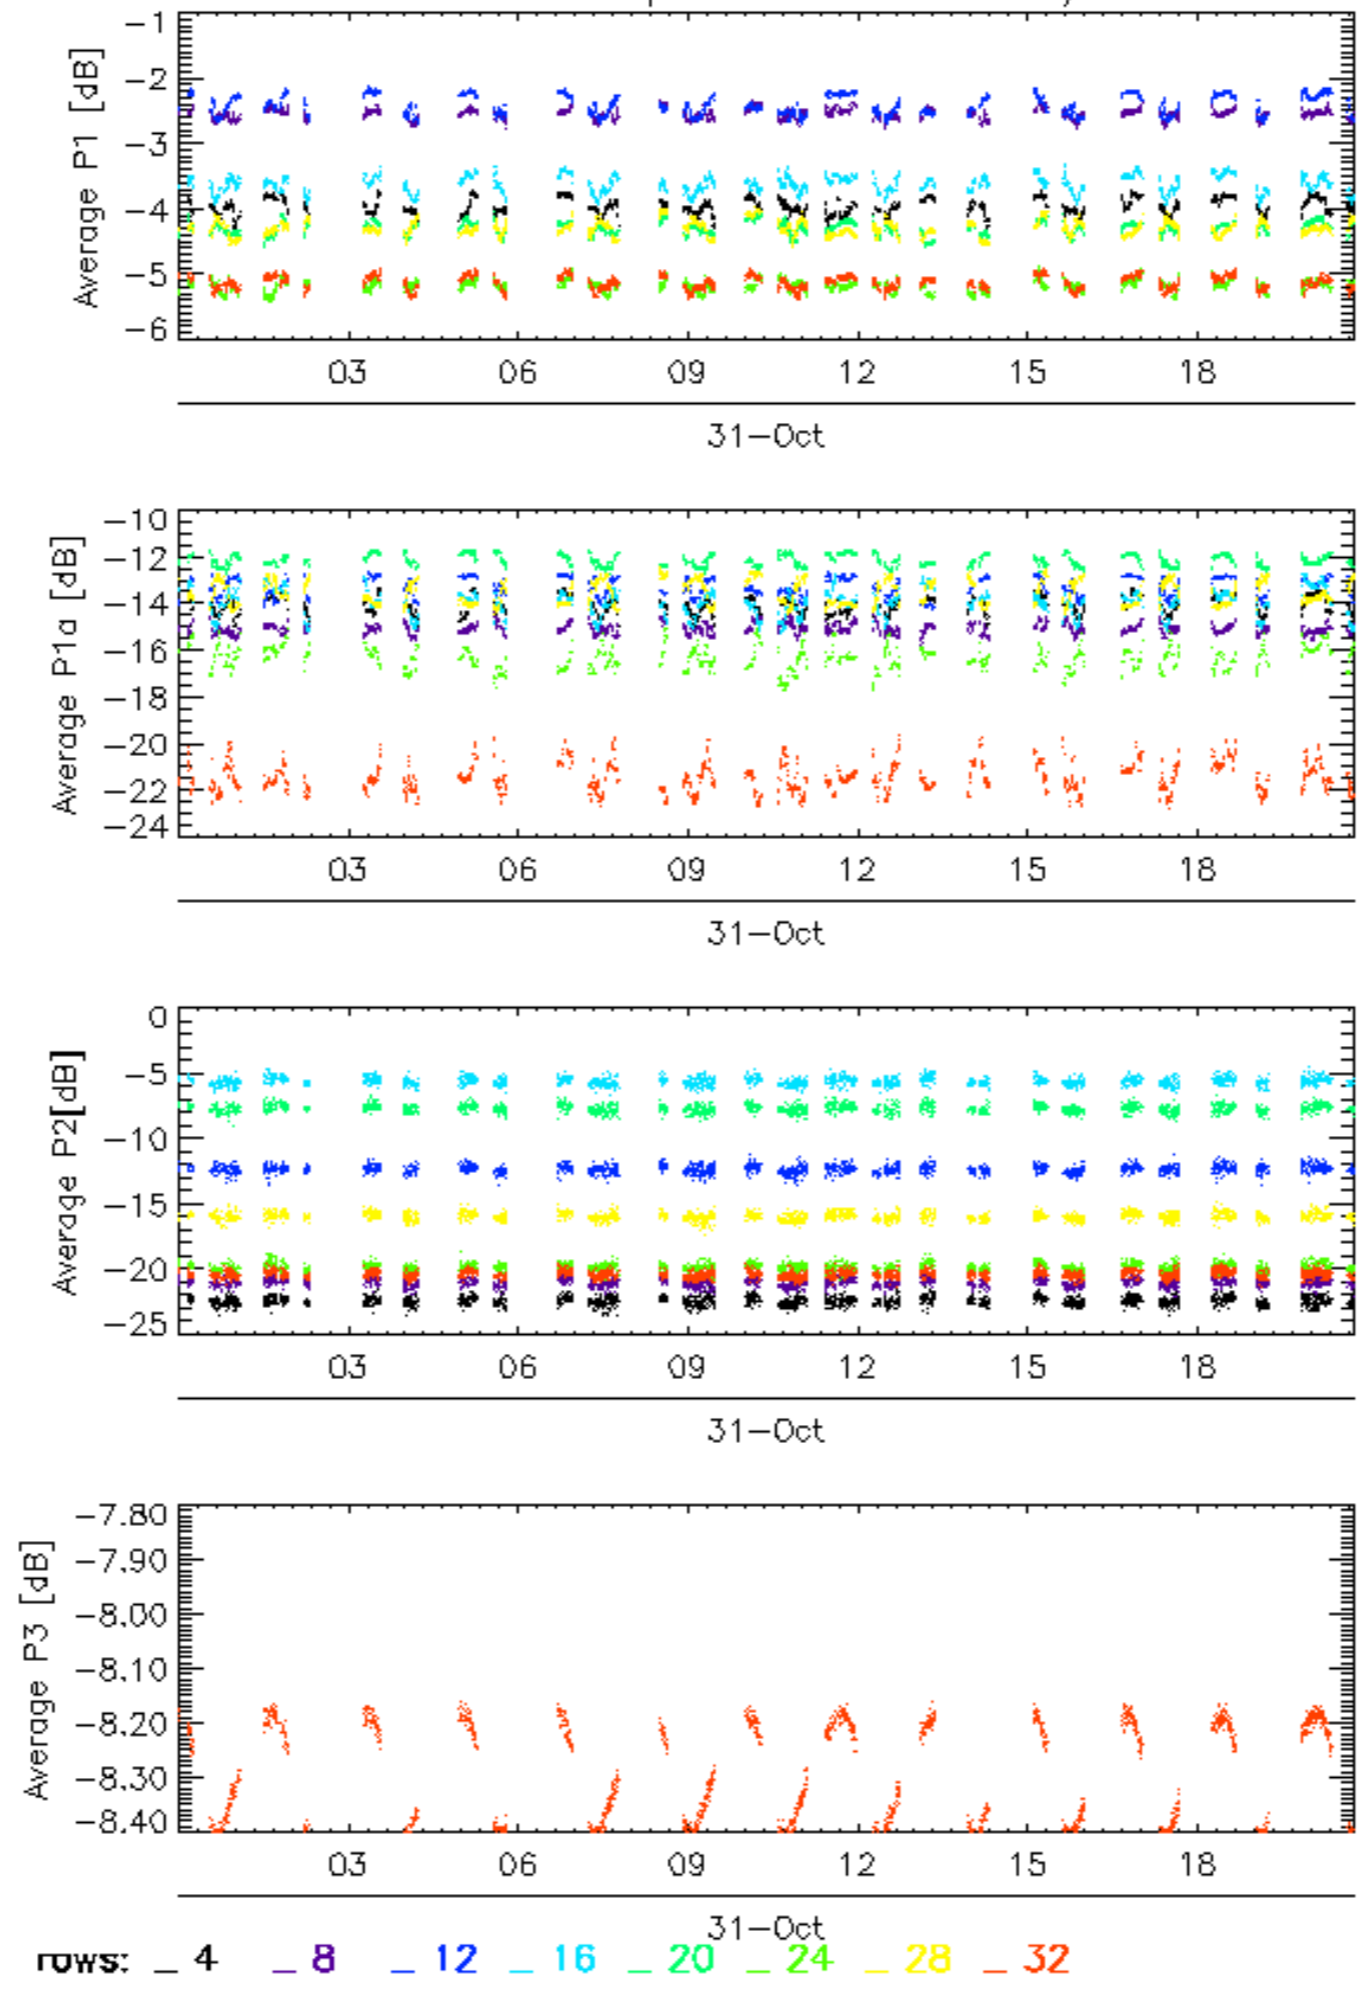 Average P1 [dB]
-1
-2
-3
-4
-5
-6
03 06 09 12 15 18
31-Oct
Average P1a [dB]
-10
-12
-14
-16
-18
-20
-22
-24
03 06 09 12 15 18
31-Oct
Average P2[dB]
0
-5
-10
-15
-20
-25
03 06 09 12 15 18
31-Oct
Average P3 [dB]
-7.80
-7.90
-8.00
-8.10
-8.20
-8.30
-8.40
03 06 09 12 15 18
31-Oct
rows: _ 4 _ 8 _ 12 _ 16 _ 20 _ 24 _ 28 _ 32